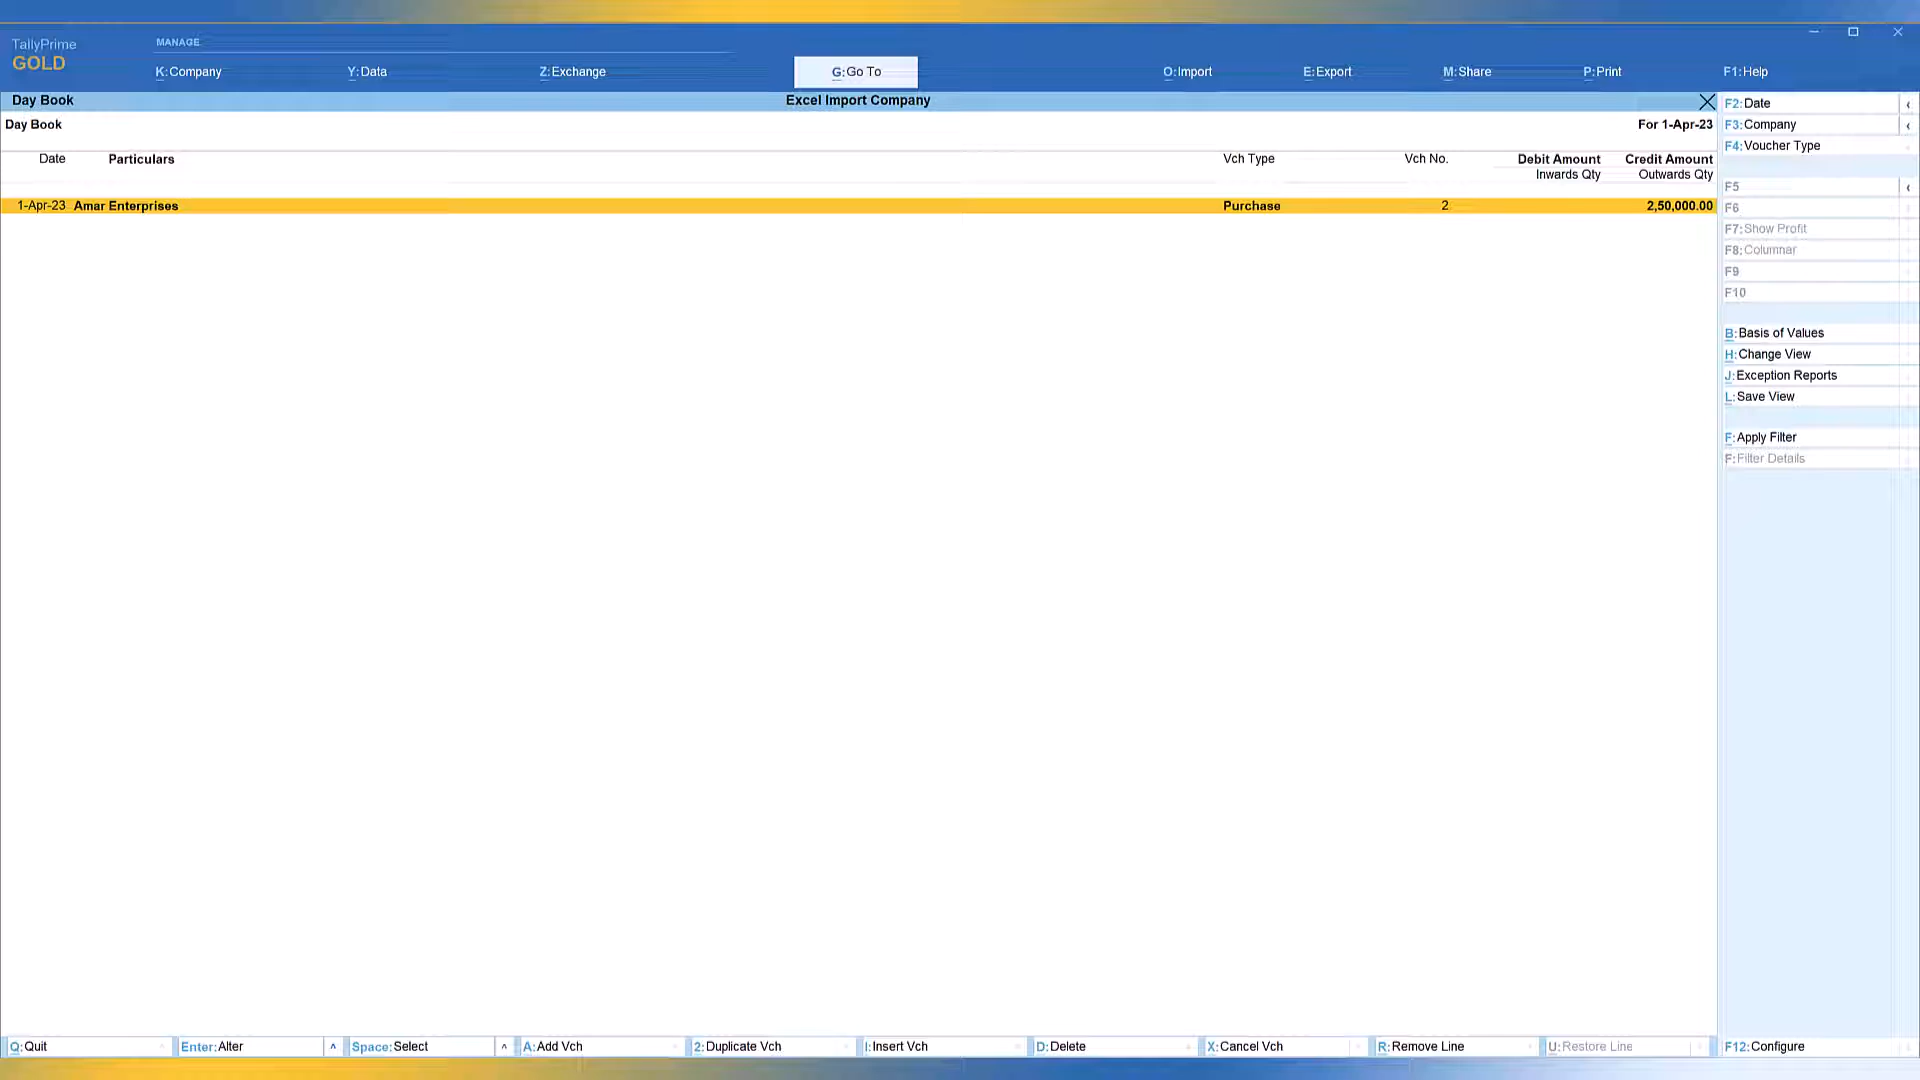 TallyPrime
GOLD
MANAGE
K:Company
Y:Data
Z:Exchange
G:Go To
O:Import
E:Export
M:Share
P:Print
F1:Help
Day Book
Excel Import Company
Day Book
For 1-Apr-23
Date
Particulars
Vch Type
Vch No.
Debit Amount
Credit Amount
Inwards Qty
Outwards Qty
1-Apr-23 Amar Enterprises
Purchase
2
2,50,000.00
F2:Date
F3:Company
F4:Voucher Type
F5
F6
F7:Show Profit
F8:Columnar
F9
F10
B:Basis of Values
H:Change View
J:Exception Reports
L:Save View
F:Apply Filter
F:Filter Details
Q:Quit
Enter:Alter
Space:Select
A:Add Vch
2:Duplicate Vch
I:Insert Vch
D:Delete
X:Cancel Vch
R:Remove Line
U:Restore Line
F12:Configure